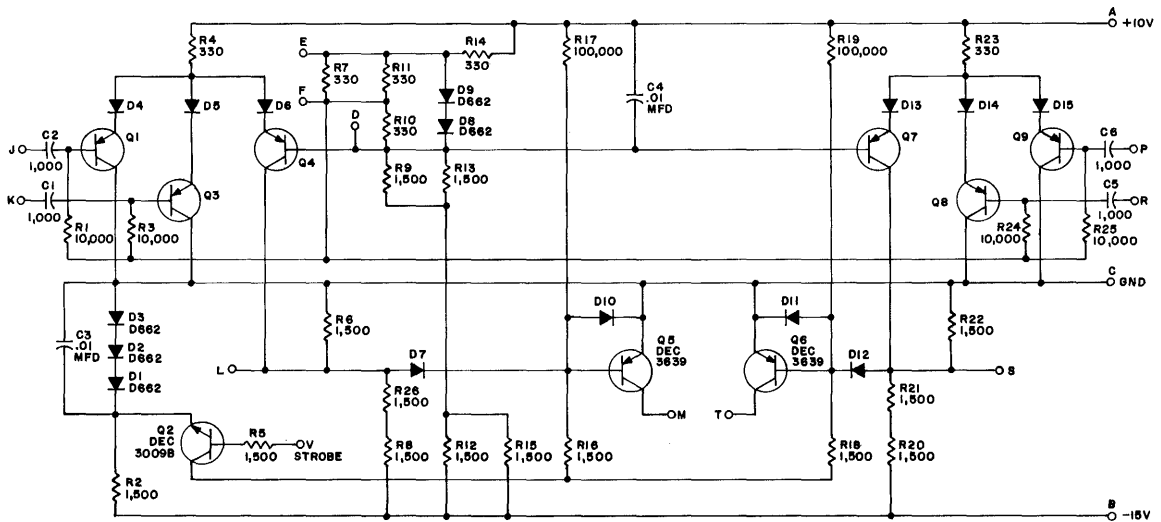 A
+10V
R4
330
E
R14
330
R17
100,000
R19
100,000
R23
330
R7
330
R11
330
D9
D662
C4
.01
MFD
D4
D5
D6
F
D
R10
330
D8
D662
D13
D14
D15
C2
J
1,000
Q1
Q4
Q7
Q9
C6
P
1,000
R9
1,500
R13
1,500
K
C1
1,000
Q3
Q8
C5
R
1,000
R1
10,000
R3
10,000
R24
10,000
R25
10,000
C
GND
C3
.01
MFD
D3
D662
D2
D662
D1
D662
R6
1,500
D10
D11
R22
1,500
Q5
DEC
3639
Q6
DEC
3639
L
D7
D12
S
R26
1,500
M
T
R21
1,500
Q2
DEC
3009B
R5
1,500
V
STROBE
R8
1,500
R12
1,500
R15
1,500
R16
1,500
R18
1,500
R20
1,500
R2
1,500
B
-15V